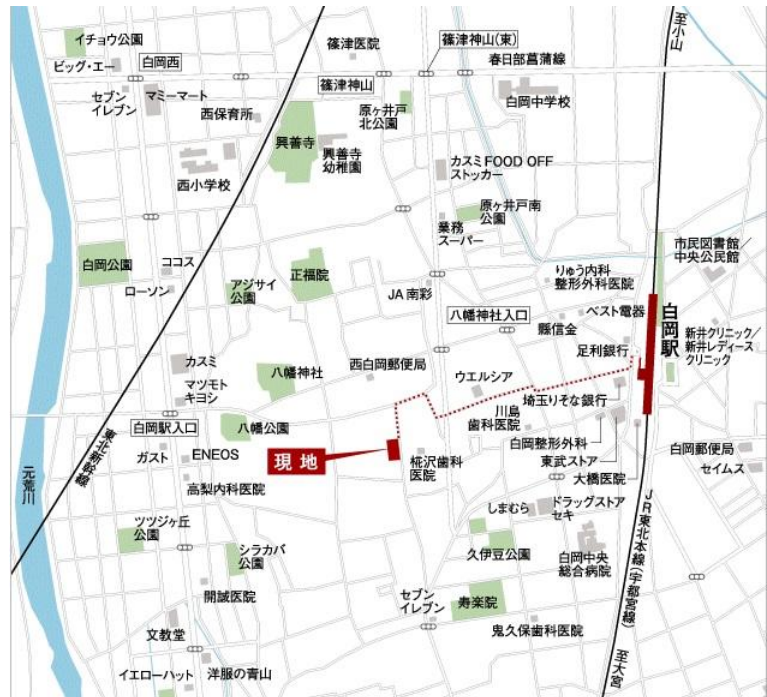 イチョウ公園
ビッグ・エー
白岡西
セブン
イレブン
マミーマート
西保育所
篠津医院
篠津神山(東)
春日部菖蒲線
至小山
篠津神山
原ヶ井戸
北公園
白岡中学校
興善寺
興善寺
幼稚園
西小学校
カスミFOOD OFF
ストッカー
原ヶ井戸南
公園
業務
スーパー
白岡公園
ココス
ローソン
アジサイ
公園
正福院
JA南彩
りゅう内科
整形外科医院
市民図書館/
中央公民館
八幡神社入口
ベスト電器
縣信金
足利銀行
白岡駅
新井クリニック/
新井レディース
クリニック
カスミ
マツモト
キヨシ
八幡神社
西白岡郵便局
ウエルシア
埼玉りそな銀行
川島
歯科医院
白岡駅入口
八幡公園
白岡整形外科
東武ストア
大橋医院
白岡郵便局
セイムス
ガスト
ENEOS
現地
椛沢歯科
医院
高梨内科医院
東北新幹線
元荒川
しまむら
ドラッグストア
セキ
JR東北本線(宇都宮線)
ツツジヶ丘
公園
シラカバ
公園
久伊豆公園
白岡中央
総合病院
開誠医院
セブン
イレブン
寿楽院
鬼久保歯科医院
文教堂
イエローハット
洋服の青山
至大宮